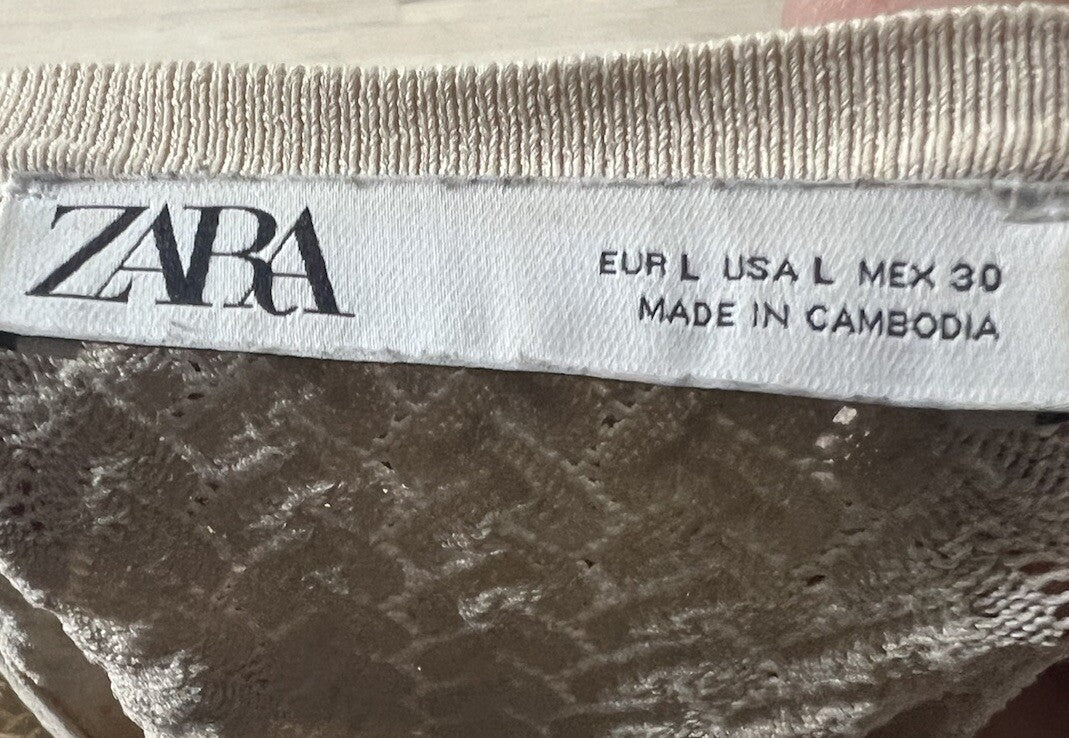 ZARA
EUR L USA L MEX 30
MADE IN CAMBODIA